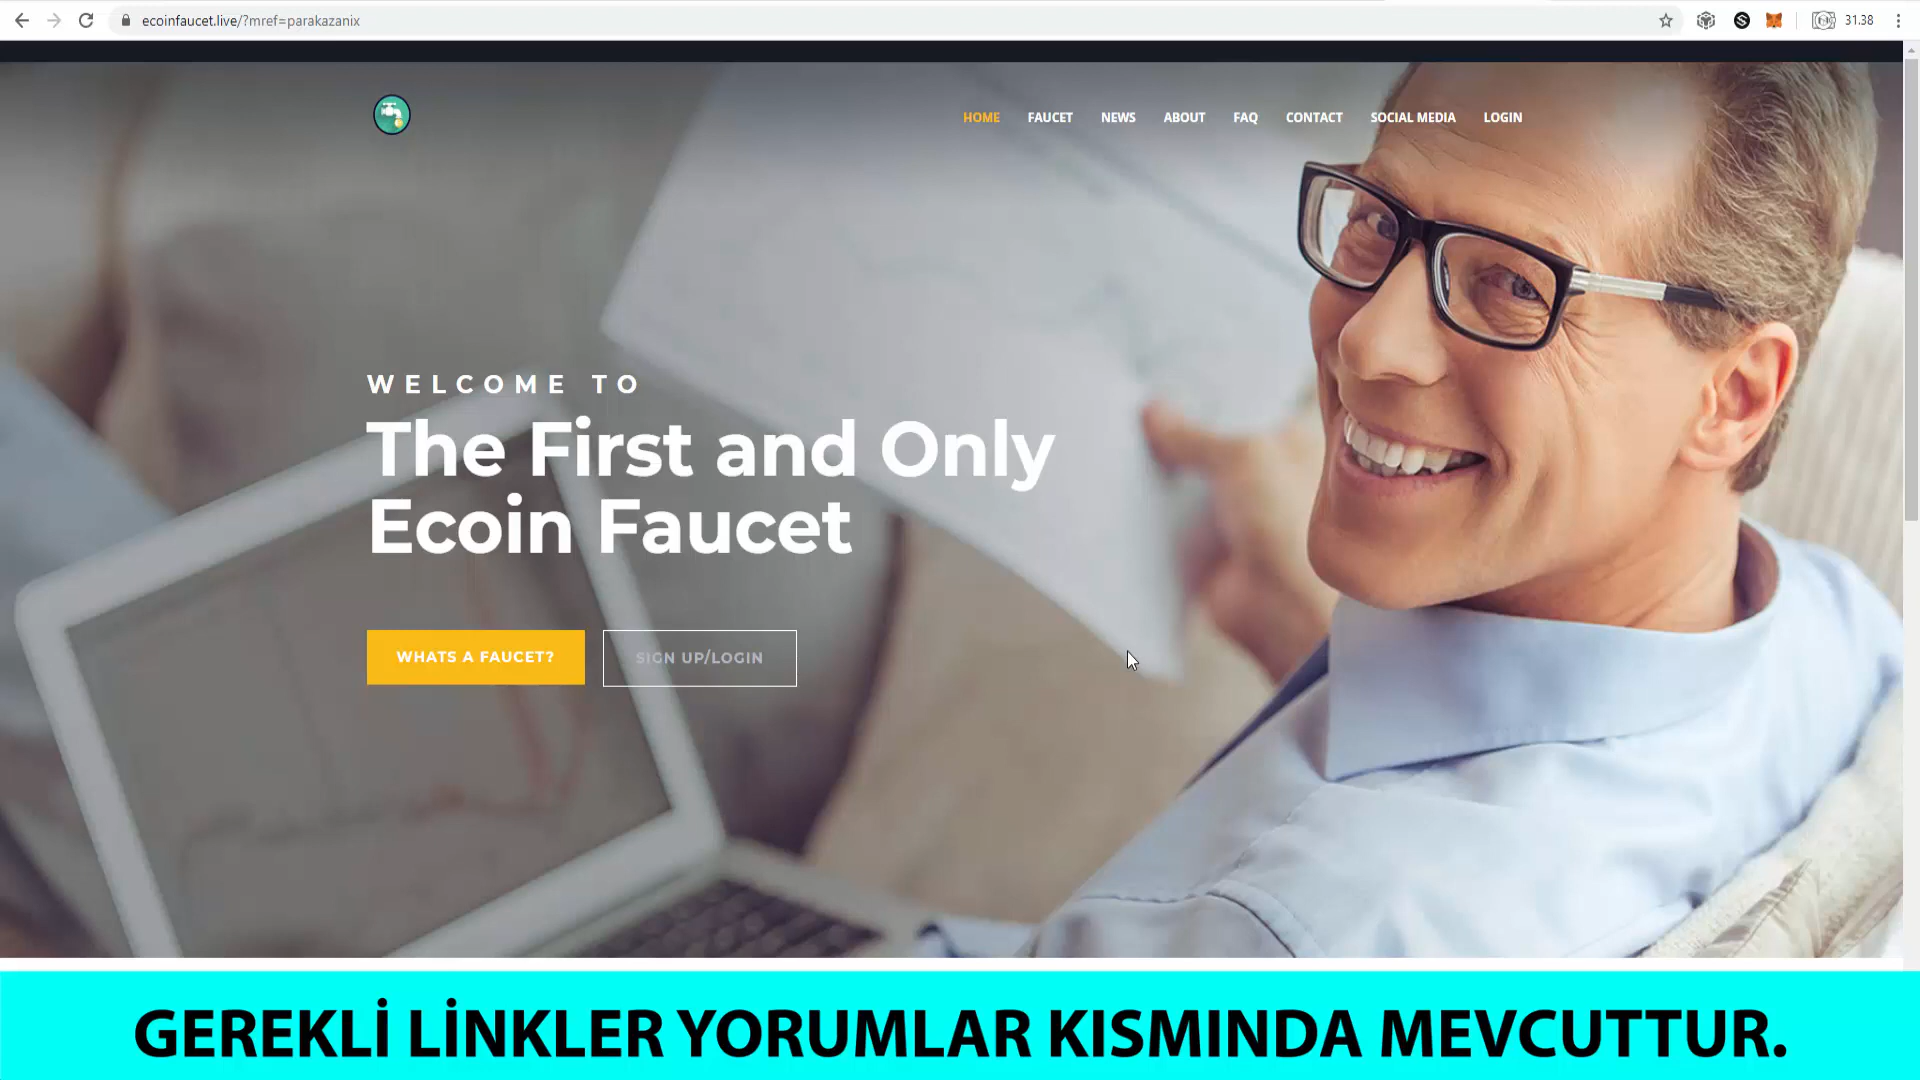 ecoinfaucet.live/?mref=parakazanix
31.38
HOME FAUCET NEWS ABOUT FAQ CONTACT SOCIAL MEDIA LOGIN
WELCOME TO
The First and Only
Ecoin Faucet
WHATS A FAUCET? SIGN UP/LOGIN
GEREKLİ LİNKLER YORUMLAR KISMINDA MEVCUTTUR.